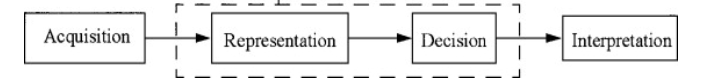 Acquisition
Representation
Decision
Interpretation